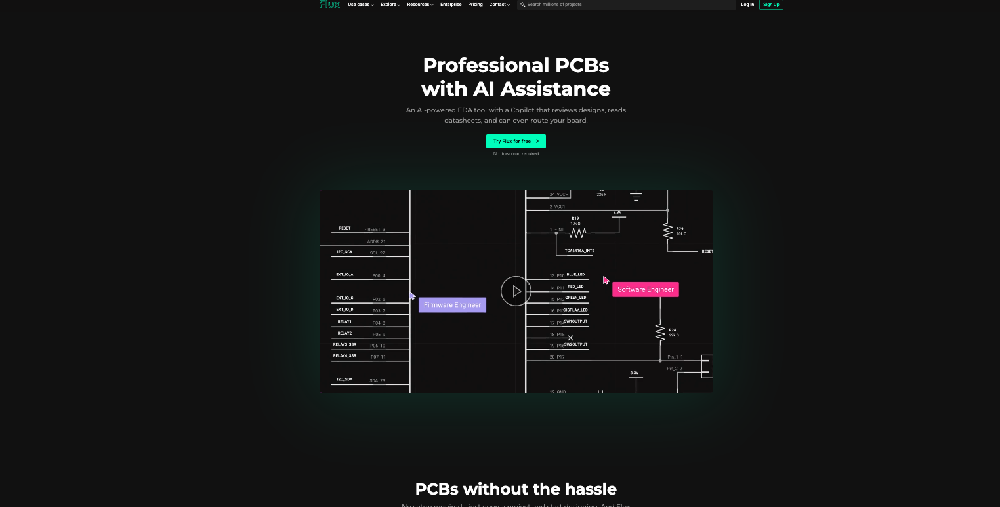 Flux Use cases Explore Resources Enterprise Pricing Contact Search millions of projects Log In Sign Up
Professional PCBs
with AI Assistance
An AI-powered EDA tool with a Copilot that reviews designs, reads
datasheets, and can even route your board.
Try Flux for free
No download required
RESET ~RESET 3
ADDR 21
I2C_SCK SCL 22
EXT_IO_A P00 4
EXT_IO_C P02 6
EXT_IO_D P03 7
RELAY1 P04 8
RELAY2 P05 9
RELAY3_SSR P06 10
RELAY4_SSR P07 11
I2C_SDA SDA 23
Firmware Engineer
24 VCCP
22u F
2 VCC1
3.3V
R19
10k Ω
1 ~INT
R29
10k Ω
TCA6416A_INTB
RESET
13 P10 BLUE_LED
14 P11 RED_LED
15 P12 GREEN_LED
16 P13 DISPLAY_LED
17 P14 SW1OUTPUT
18 P15
19 P16 SW2OUTPUT
20 P17
Software Engineer
R24
22k Ω
Pin_1 1
Pin_2 2
3.3V
12 GND
PCBs without the hassle
No setup required - just open a project and start designing. And Flux